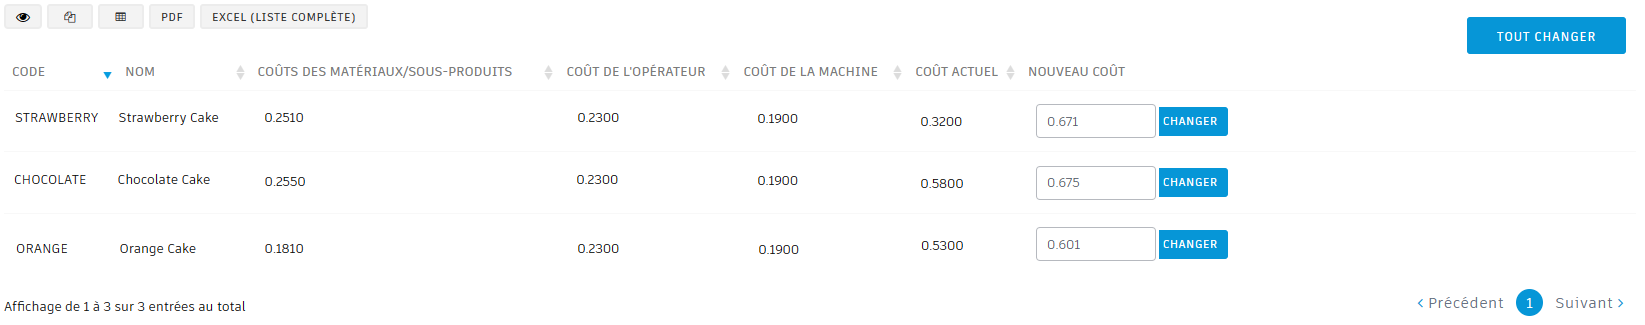 PDF EXCEL (LISTE COMPLÈTE)
TOUT CHANGER
CODE NOM COÛTS DES MATÉRIAUX/SOUS-PRODUITS COÛT DE L'OPÉRATEUR COÛT DE LA MACHINE COÛT ACTUEL NOUVEAU COÛT
STRAWBERRY Strawberry Cake 0.2510 0.2300 0.1900 0.3200 0.671 CHANGER
CHOCOLATE Chocolate Cake 0.2550 0.2300 0.1900 0.5800 0.675 CHANGER
ORANGE Orange Cake 0.1810 0.2300 0.1900 0.5300 0.601 CHANGER
Affichage de 1 à 3 sur 3 entrées au total
Précédent 1 Suivant